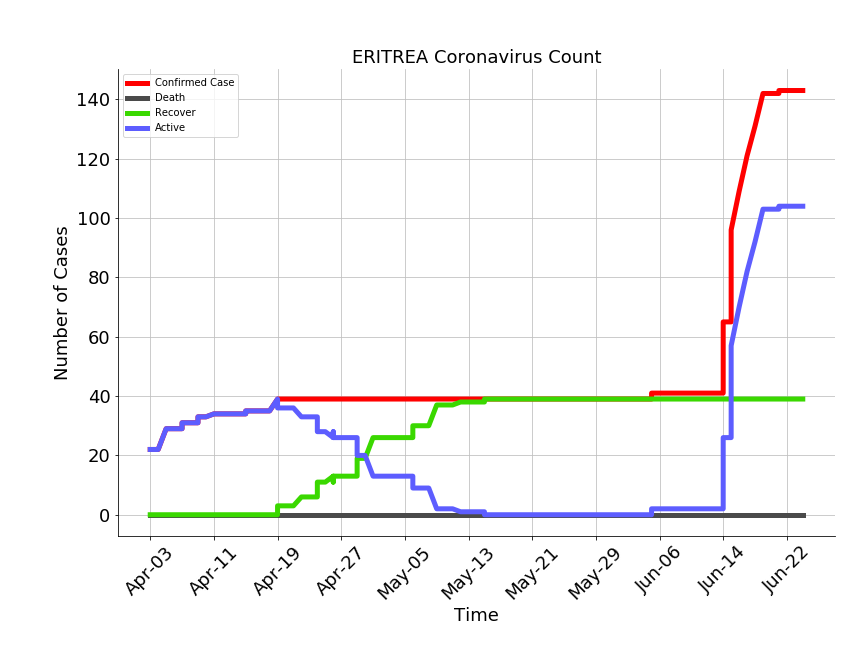 ERITREA Coronavirus Count
Confirmed Case
Death
Recover
Active
Number of Cases
140
120
100
80
60
40
20
0
Apr-03
Apr-11
Apr-19
Apr-27
May-05
May-13
May-21
May-29
Jun-06
Jun-14
Jun-22
Time